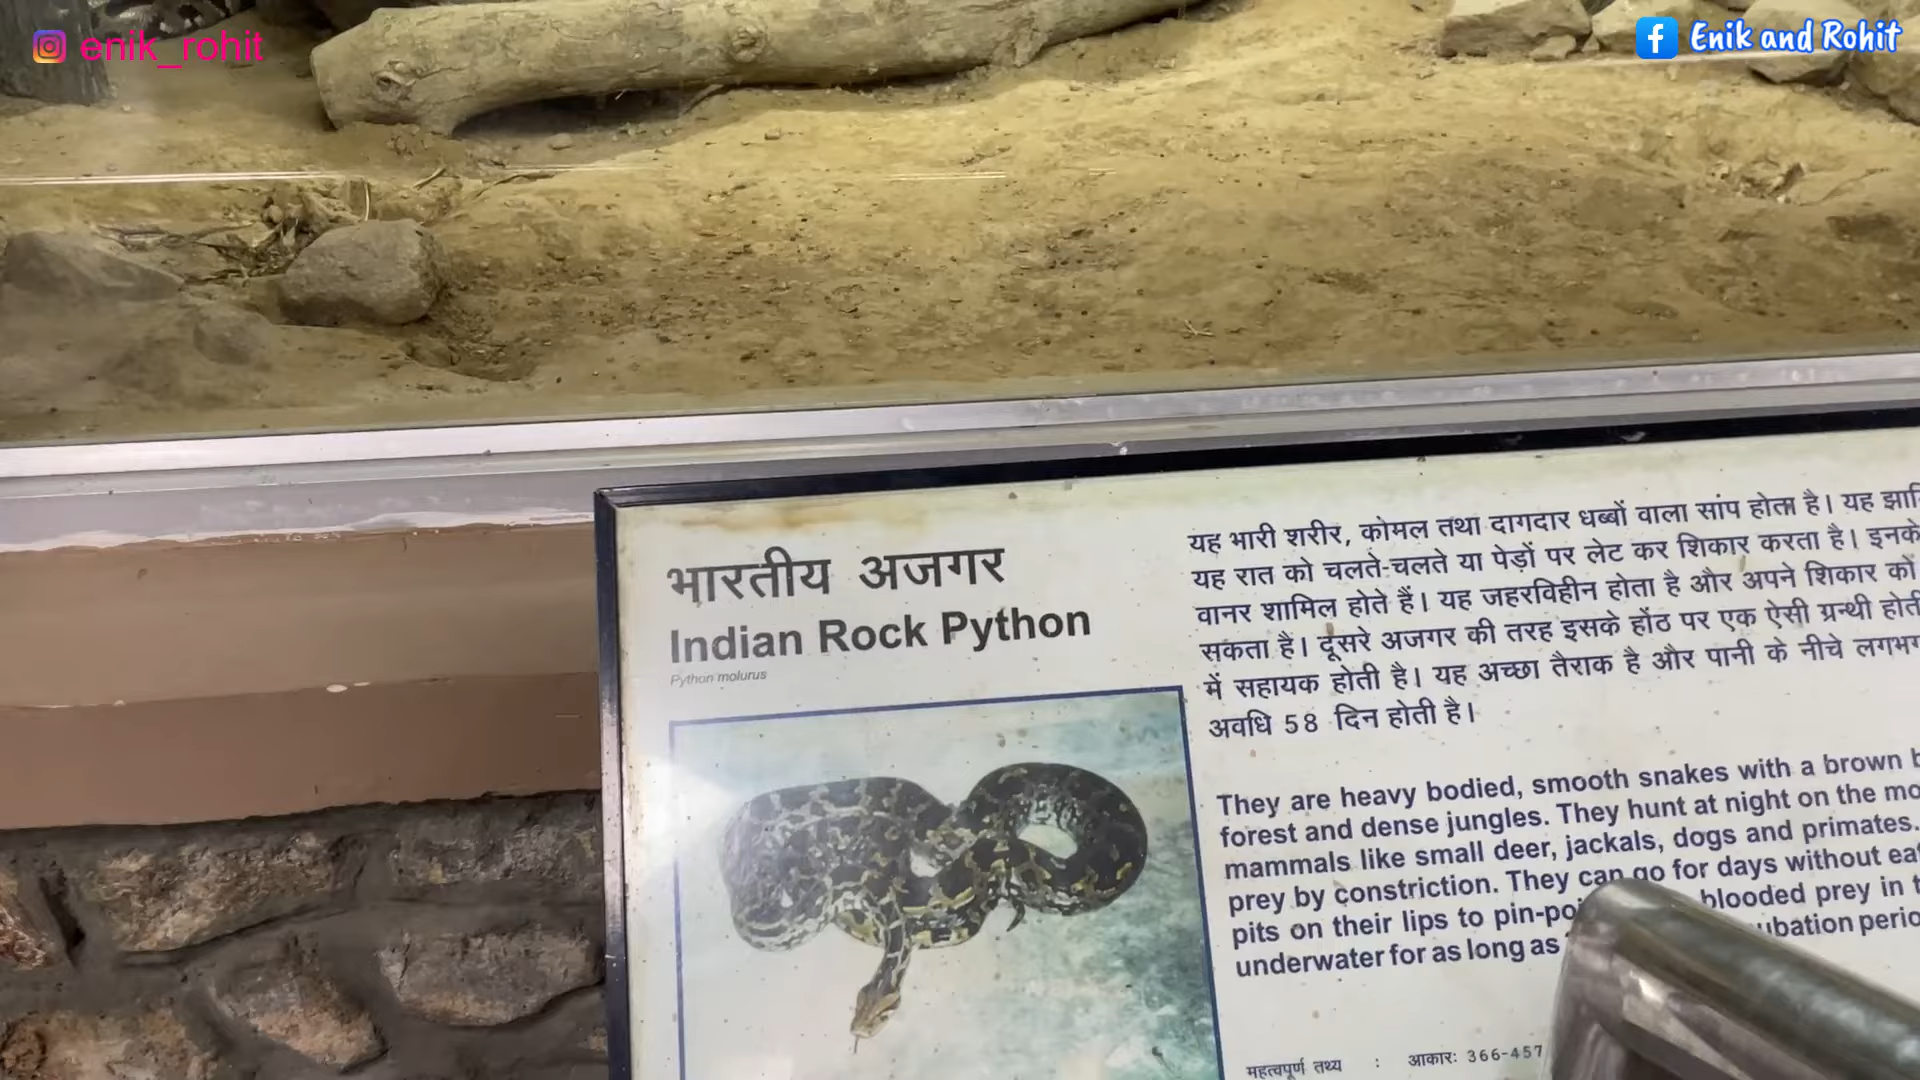 enik_rohit
Enik and Rohit
भारतीय अजगर
Indian Rock Python
Python molurus
यह भारी शरीर, कोमल तथा दागदार धब्बों वाला सांप होता है। यह
यह रात को चलते-चलते या पेड़ों पर लेट कर शिकार करता है। इनके
वानर शामिल होते हैं। यह जहरविहीन होता है और अपने शिकार को
सकता है। दूसरे अजगर की तरह इसके होंठ पर एक ऐसी ग्रन्थी होती
में सहायक होती है। यह अच्छा तैराक है और पानी के नीचे लगभग
अवधि 58 दिन होती है।
They are heavy bodied, smooth snakes with a brown
forest and dense jungles. They hunt at night on the
mammals like small deer, jackals, dogs and primates.
prey by constriction. They can go for days without
pits on their lips to blooded prey in
underwater for as long as
महत्वपूर्ण तथ्य : आकार: 366-457